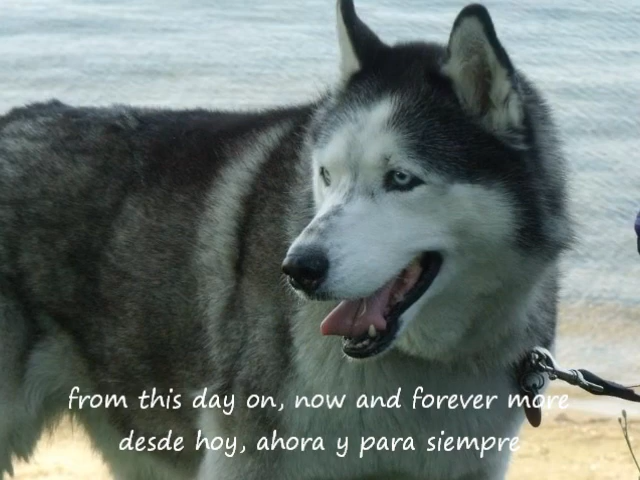 from this day on, now and forever more
desde hoy, ahora y para siempre